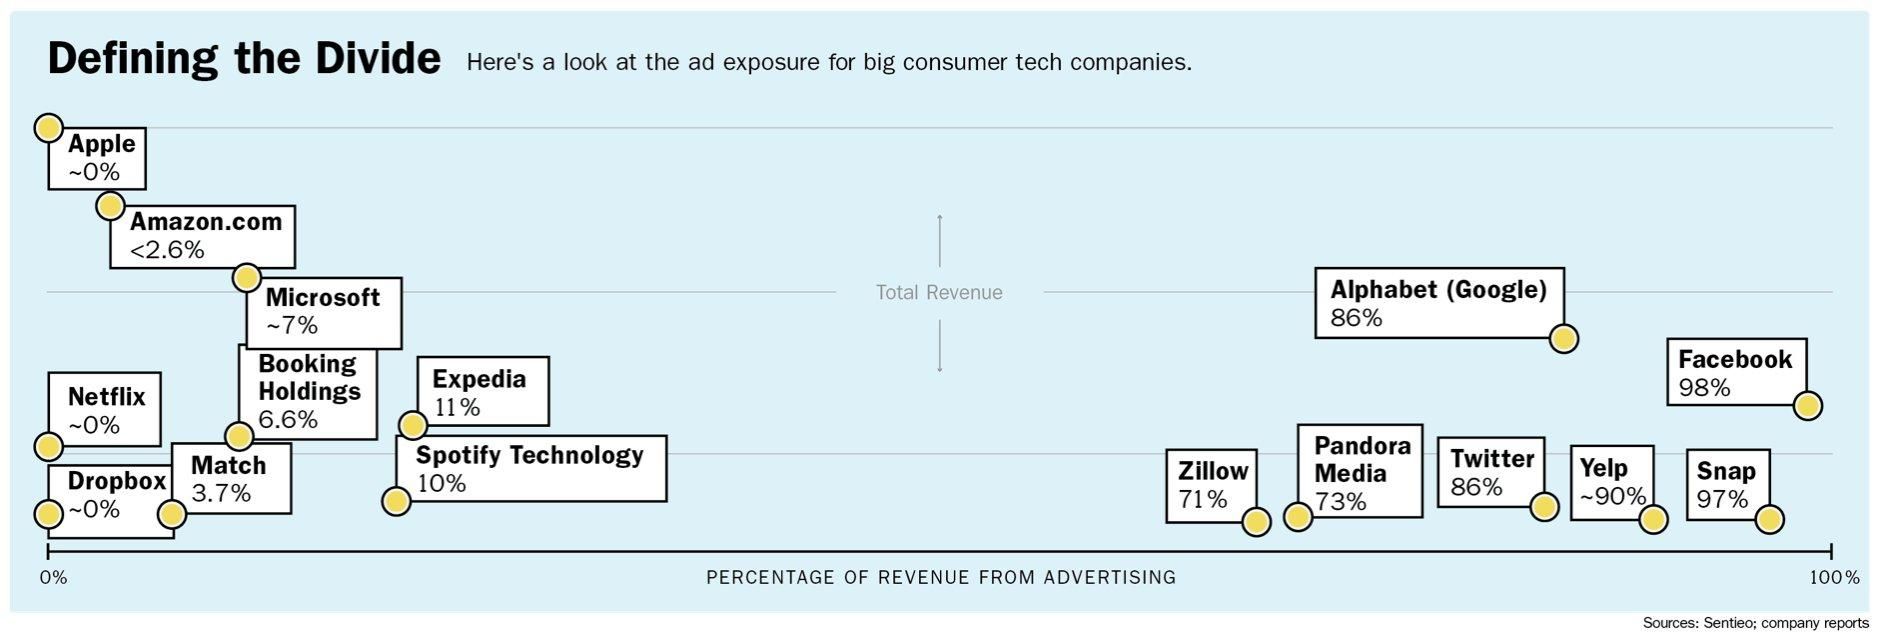 Defining the Divide
Here's a look at the ad exposure for big consumer tech companies.
Apple
~0%
Amazon.com
<2.6%
Microsoft
~7%
Booking
Holdings
6.6%
Netflix
~0%
Expedia
11%
Dropbox
~0%
Match
3.7%
Spotify Technology
10%
Total Revenue
Alphabet (Google)
86%
Facebook
98%
Zillow
71%
Pandora
Media
73%
Twitter
86%
Yelp
~90%
Snap
97%
0%
PERCENTAGE OF REVENUE FROM ADVERTISING
100%
Sources: Sentieo; company reports